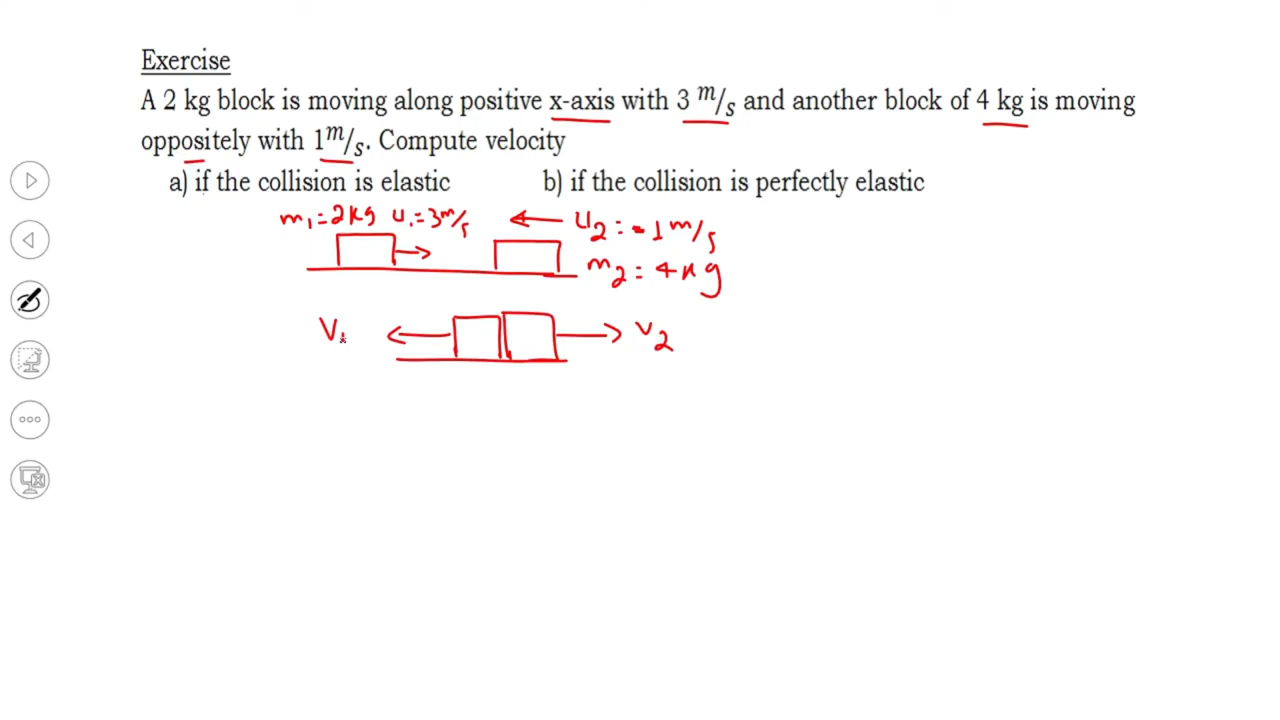 Exercise
A 2 kg block is moving along positive x-axis with 3 m/s and another block of 4 kg is moving
oppositely with 1m/s. Compute velocity
a) if the collision is elastic b) if the collision is perfectly elastic
m₁=2kg u₁=3m/s u₂:-1m/s
m₂:4kg
V₁ v₂